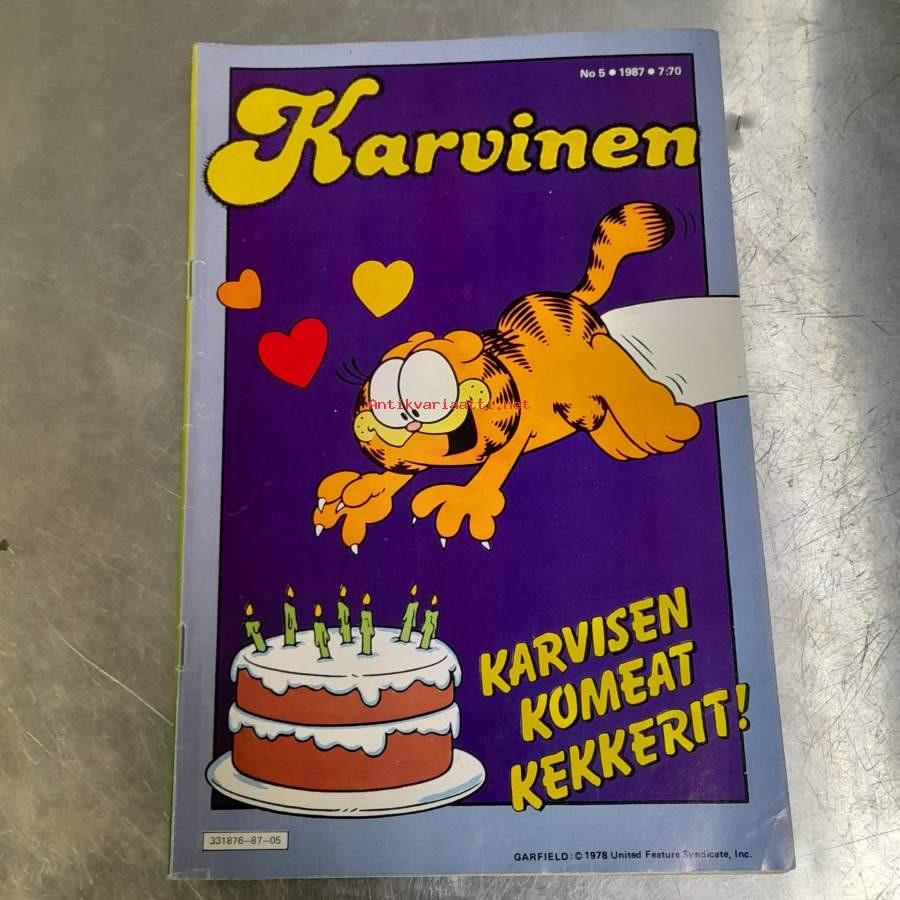 No 5 • 1987 • 7:70
Karvinen
Antikvariaatti.net
KARVISEN
KOMEAT
KEKKERIT!
331876-87-05
GARFIELD: © 1978 United Feature Syndicate, Inc.